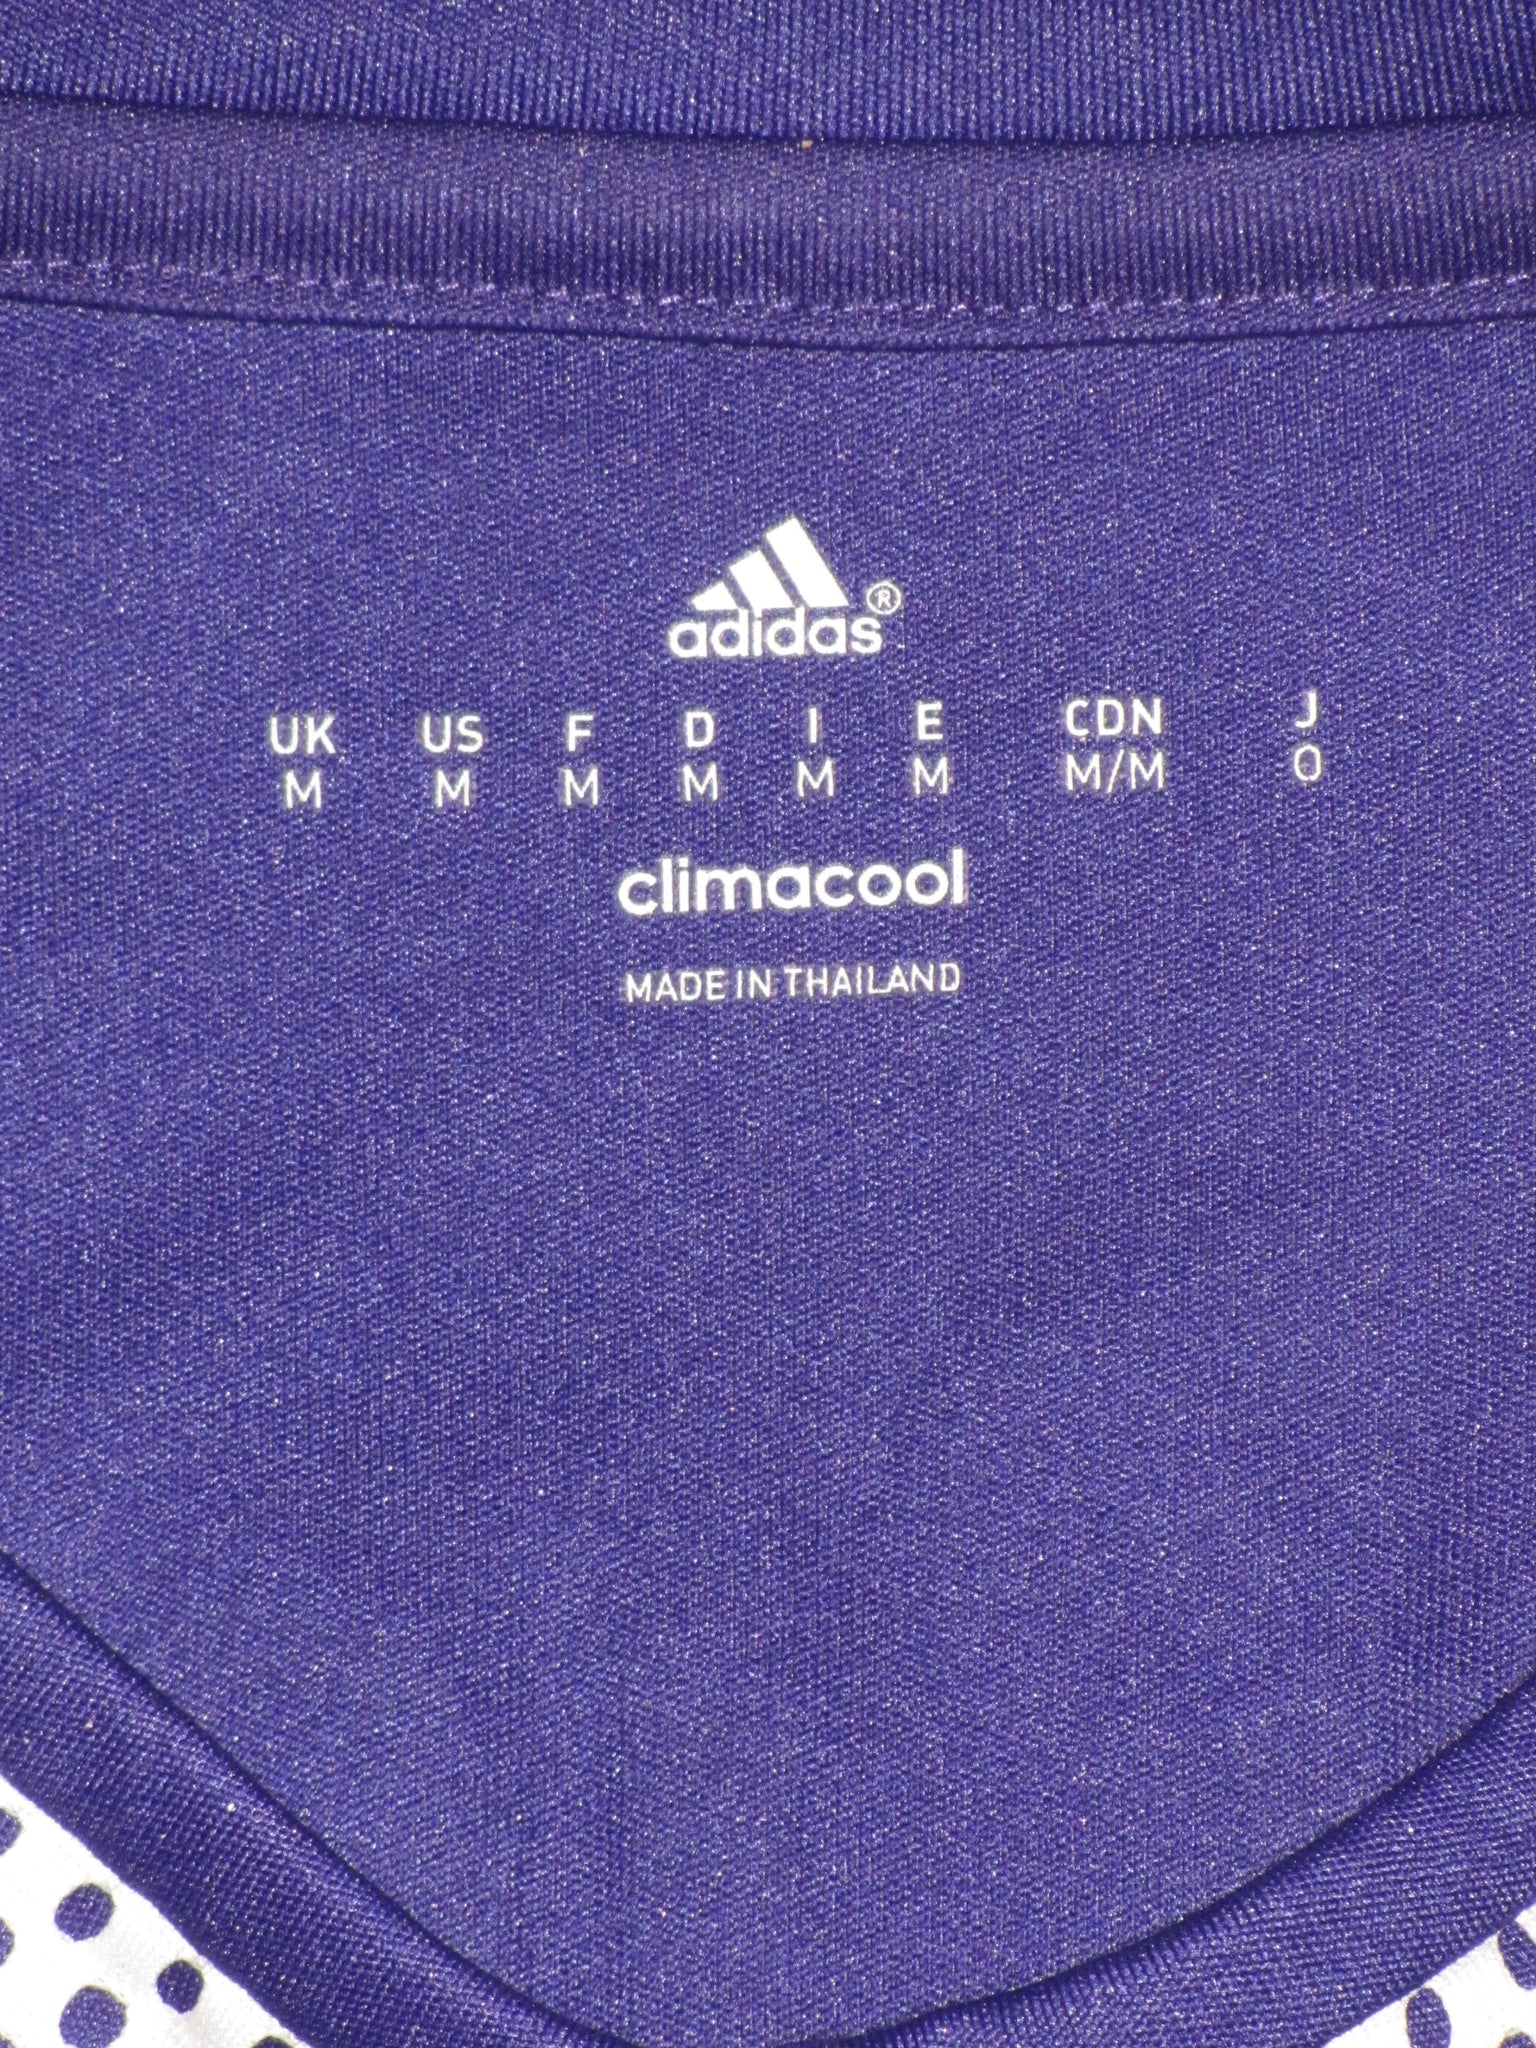 adidas®
UK US F D I E CDN J
M M M M M M M/M O
climacool
MADE IN THAILAND